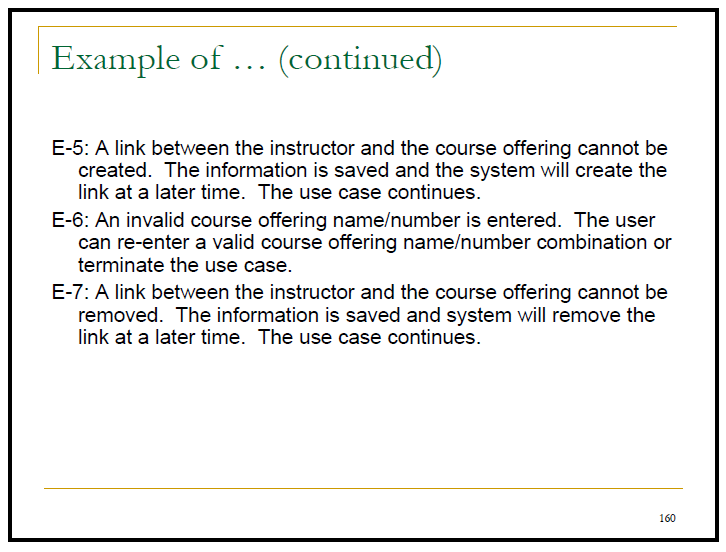 Example of … (continued)
E-5: A link between the instructor and the course offering cannot be
created.  The information is saved and the system will create the
link at a later time.  The use case continues.
E-6: An invalid course offering name/number is entered.  The user
can re-enter a valid course offering name/number combination or
terminate the use case.
E-7: A link between the instructor and the course offering cannot be
removed.  The information is saved and system will remove the
link at a later time.  The use case continues.
160